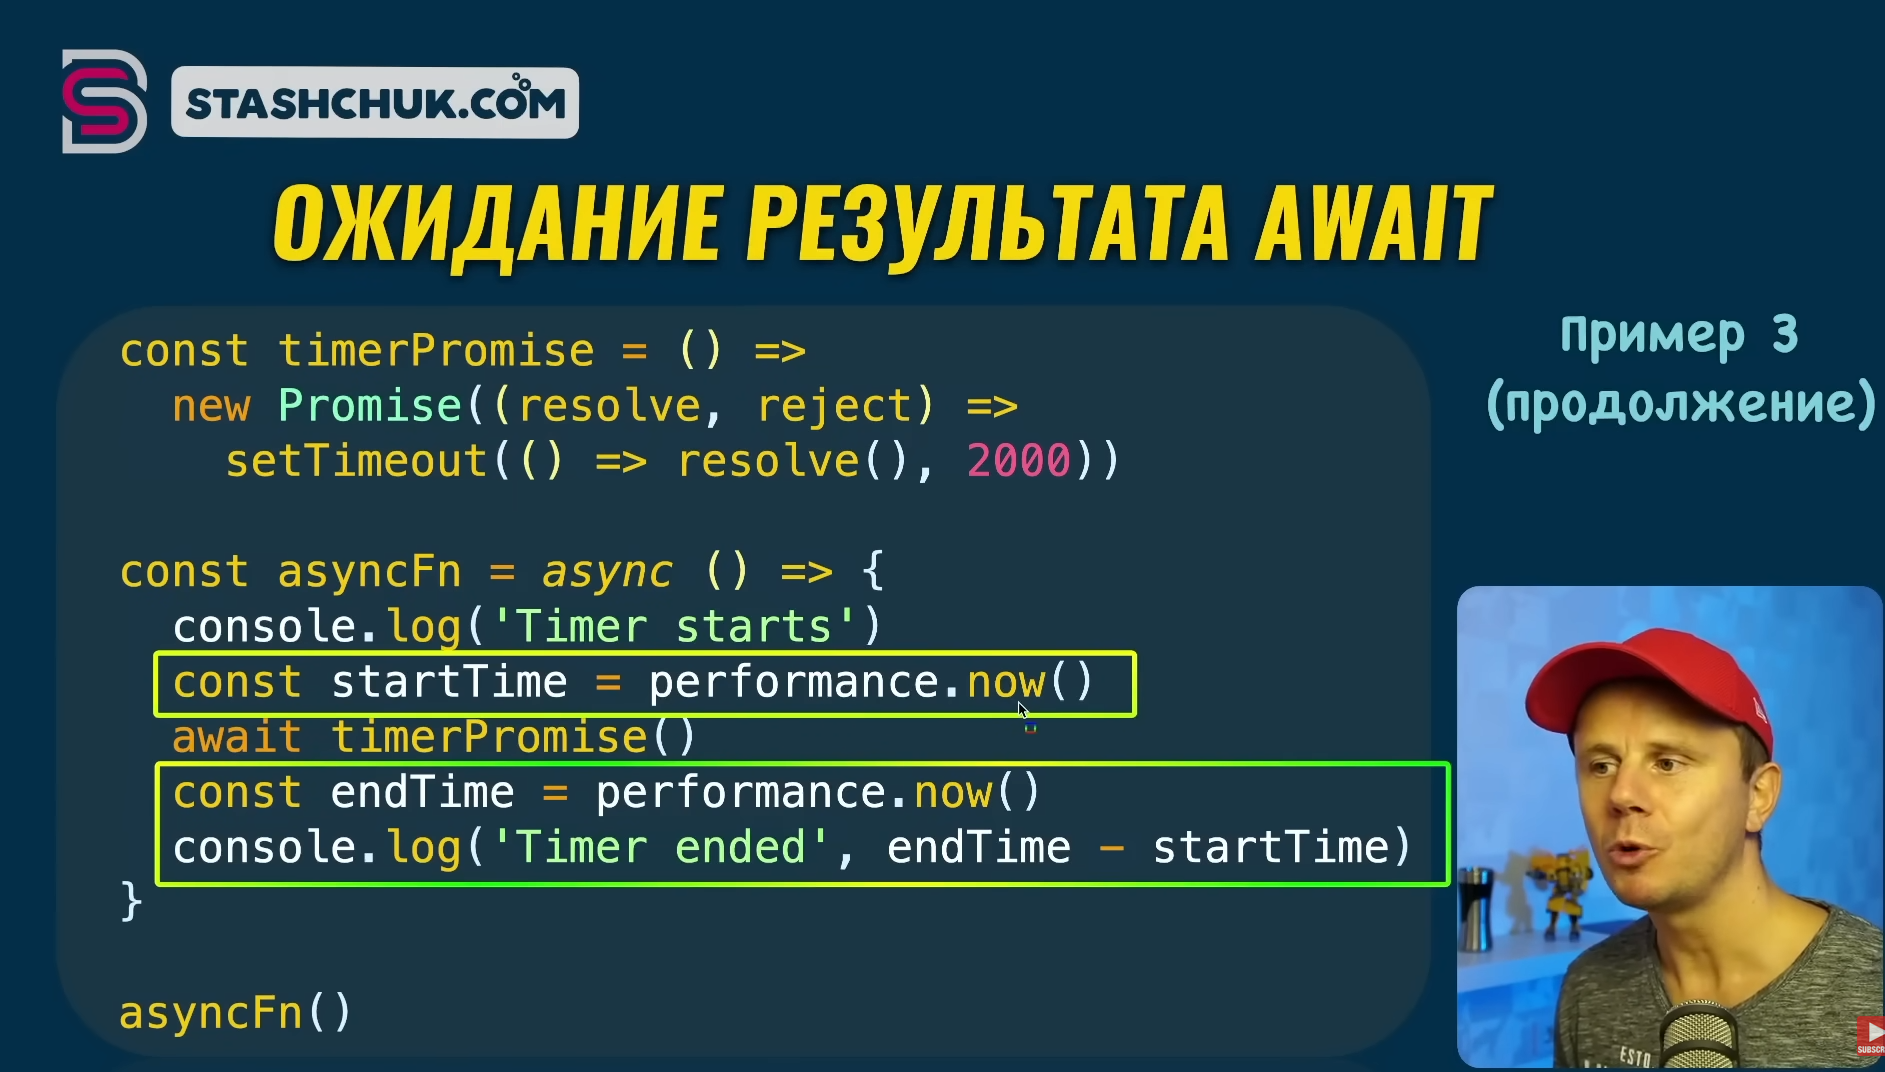 STASHCHUK.COM
ОЖИДАНИЕ РЕЗУЛЬТАТА AWAIT
Пример 3
(продолжение)
const timerPromise = () =>
  new Promise((resolve, reject) =>
    setTimeout(() => resolve(), 2000))

const asyncFn = async () => {
  console.log('Timer starts')
  const startTime = performance.now()
  await timerPromise()
  const endTime = performance.now()
  console.log('Timer ended', endTime - startTime)
}

asyncFn()
ESTD